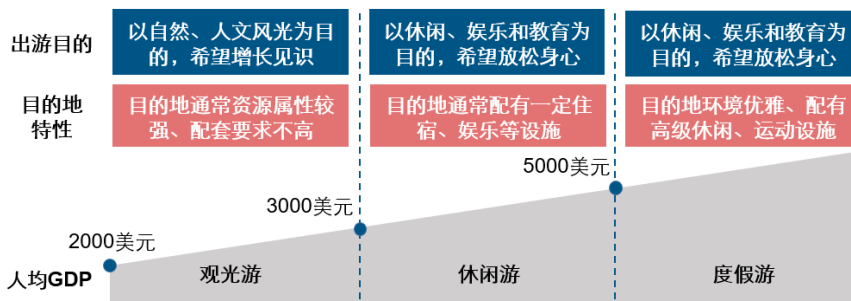 出游目的
以自然、人文风光为目
的，希望增长见识
以休闲、娱乐和教育为
目的，希望放松身心
以休闲、娱乐和教育为
目的，希望放松身心
目的地
特性
目的地通常资源属性较
强、配套要求不高
目的地通常配有一定住
宿、娱乐等设施
目的地环境优雅、配有
高级休闲、运动设施
5000美元
3000美元
2000美元
人均GDP
观光游
休闲游
度假游